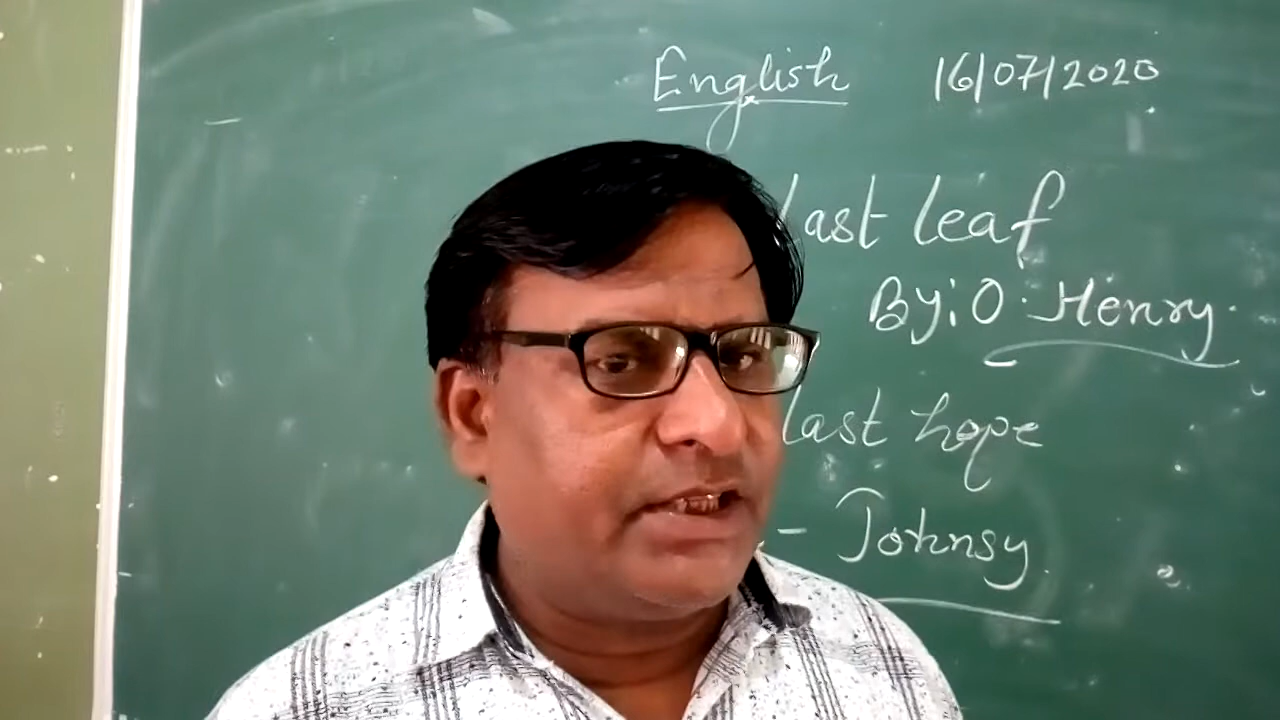 English 16/07/2020
last leaf
By: O. Henry.
last hope
- Johnsy.